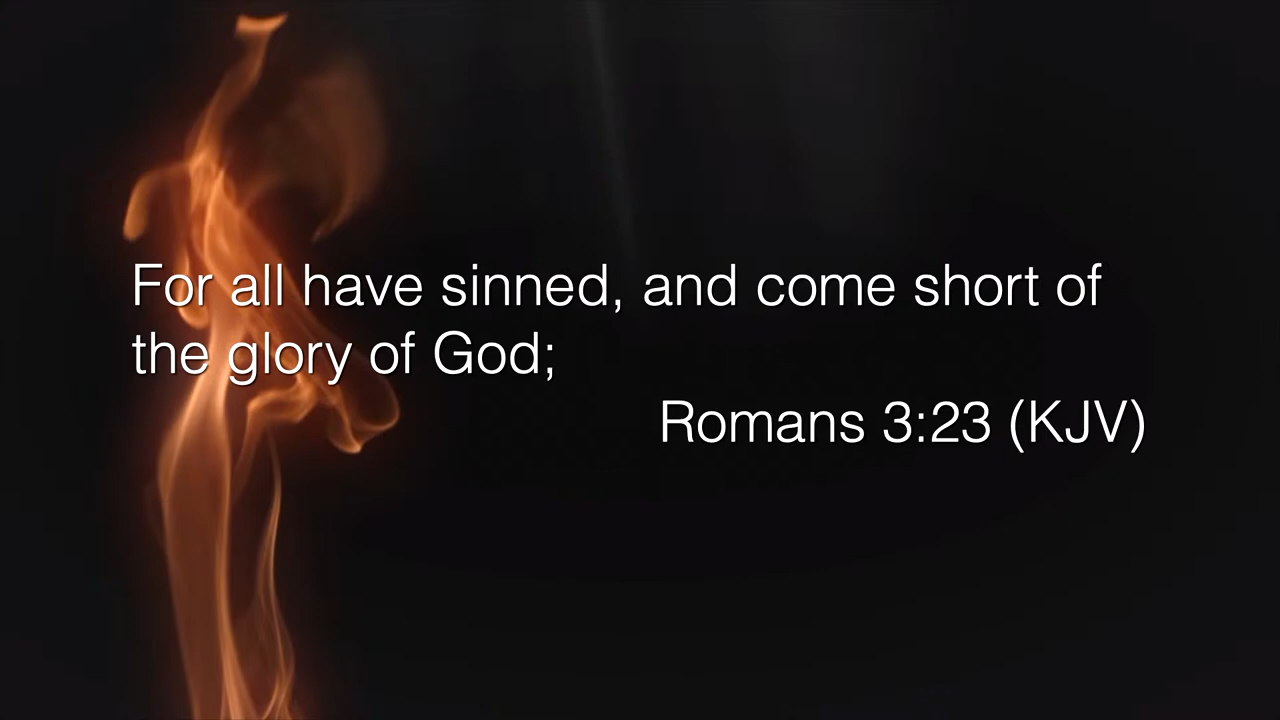 For all have sinned, and come short of
the glory of God;
Romans 3:23 (KJV)